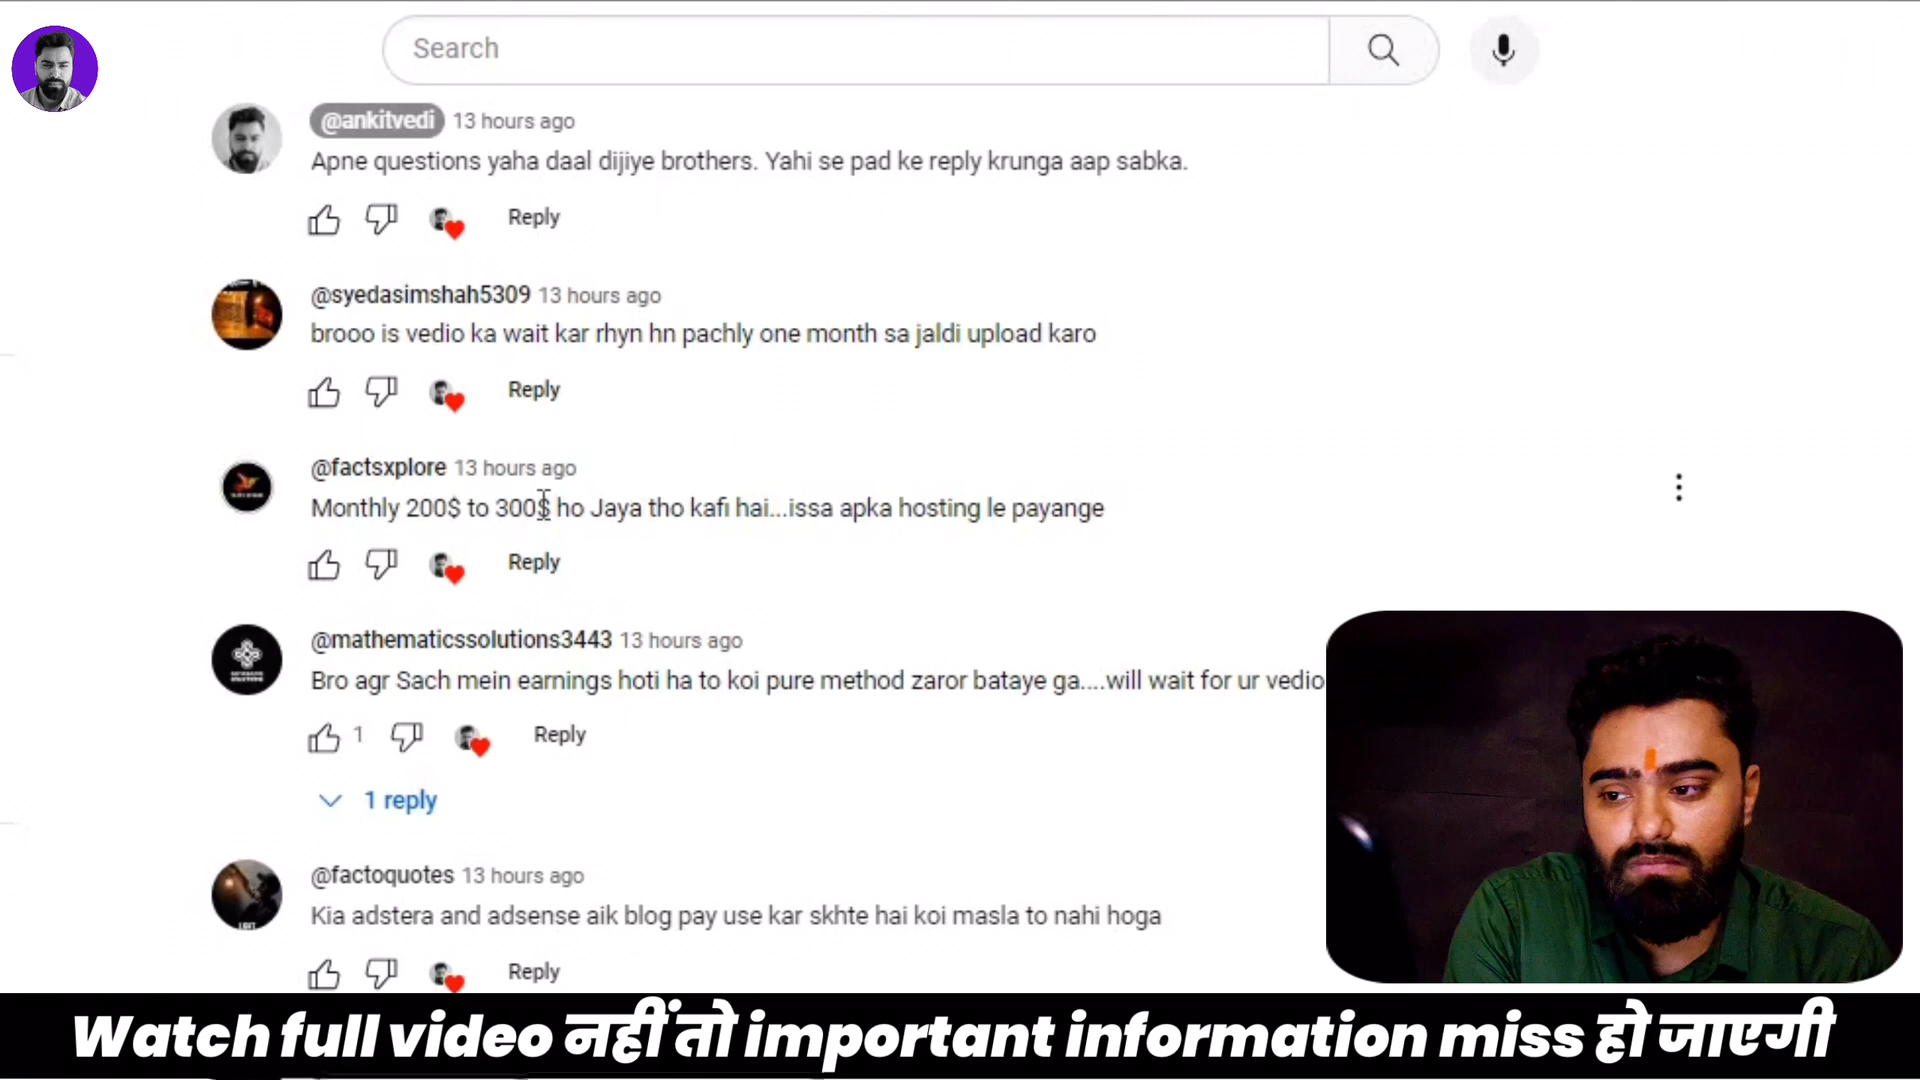 Search
@ankitvedi 13 hours ago
Apne questions yaha daal dijiye brothers. Yahi se pad ke reply krunga aap sabka.
Reply
@syedasimshah5309 13 hours ago
brooo is vedio ka wait kar rhyn hn pachly one month sa jaldi upload karo
Reply
@factsxplore 13 hours ago
Monthly 200$ to 300$ ho Jaya tho kafi hai...issa apka hosting le payange
Reply
@mathematicssolutions3443 13 hours ago
Bro agr Sach mein earnings hoti ha to koi pure method zaror bataye ga....will wait for ur vedio
1 Reply
1 reply
@factoquotes 13 hours ago
Kia adstera and adsense aik blog pay use kar skhte hai koi masla to nahi hoga
Reply
Watch full video नहीं तो important information miss हो जाएगी